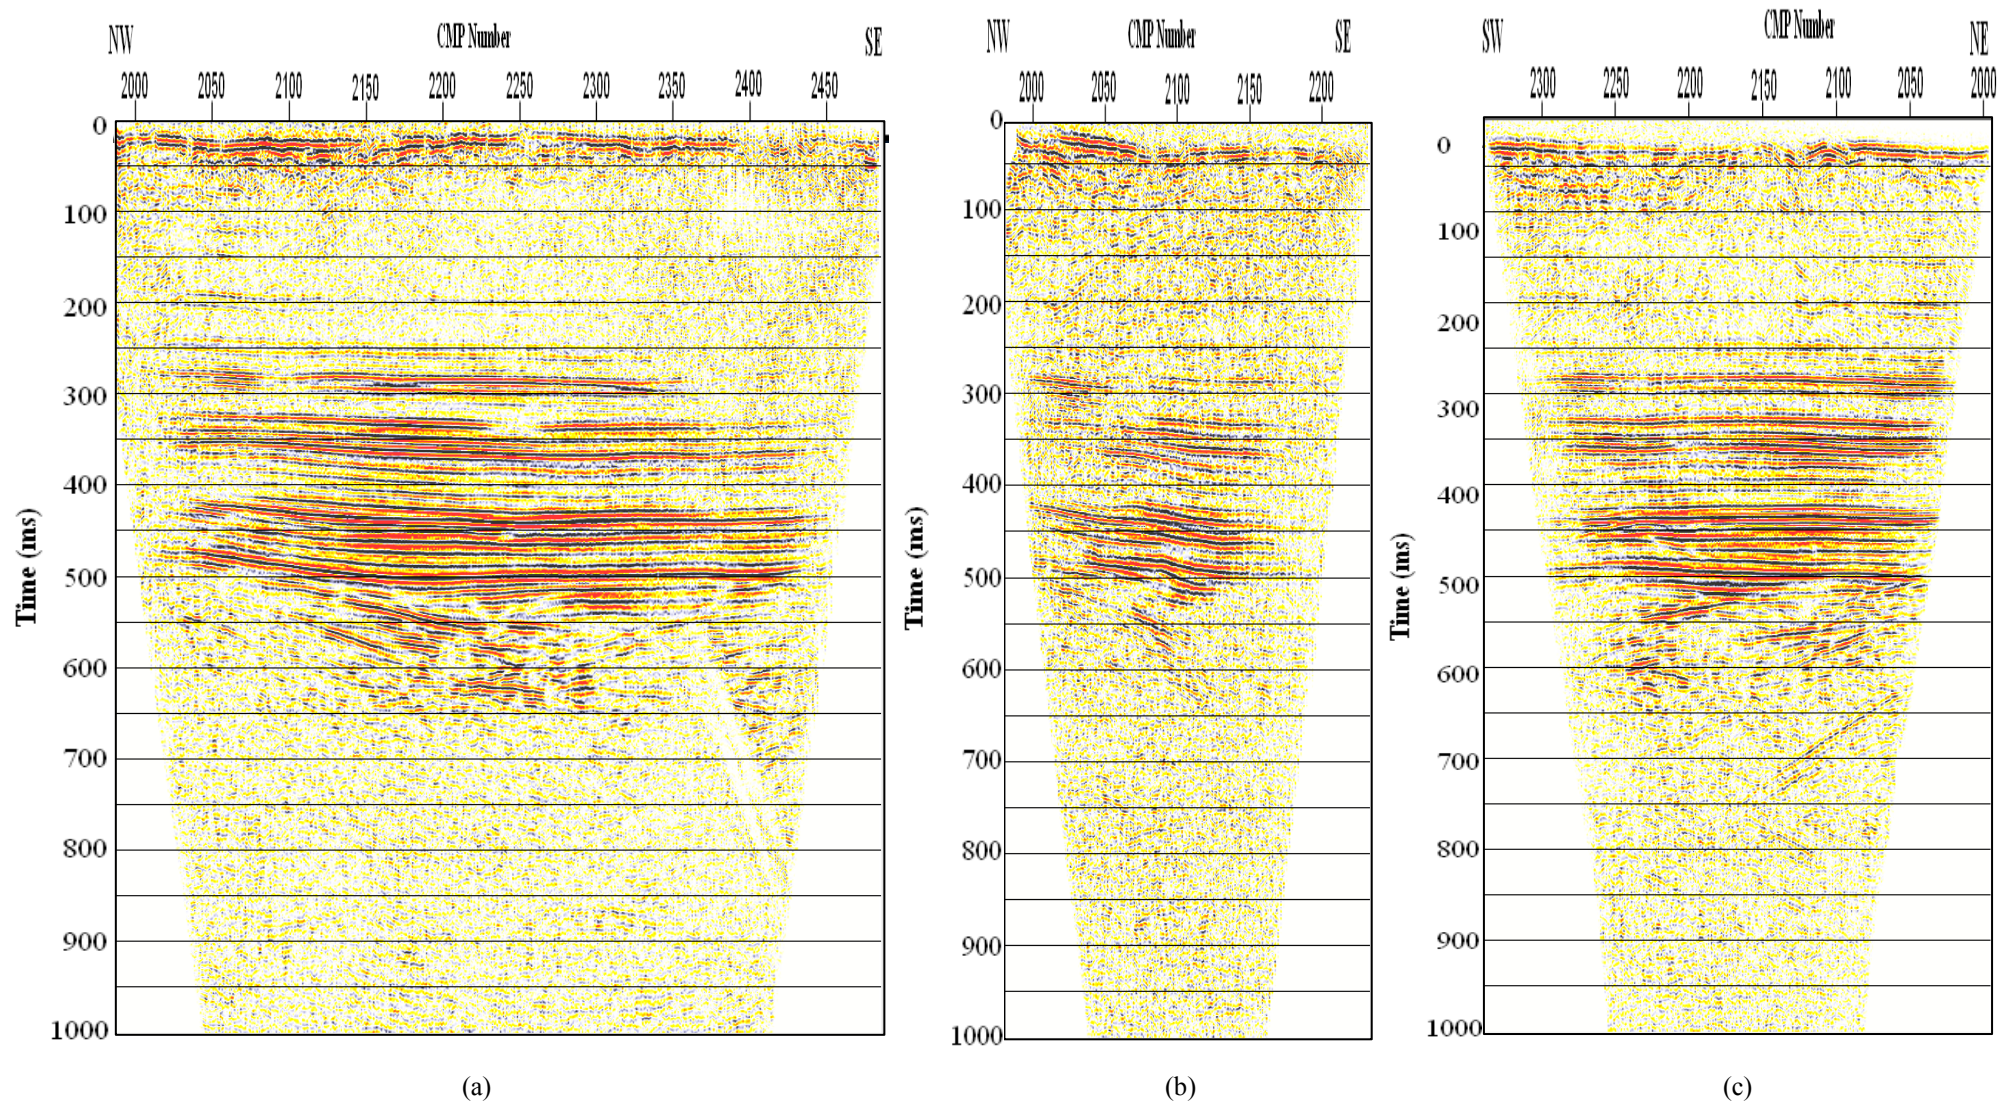 NW CMP Number SE
2000 2050 2100 2150 2200 2250 2300 2350 2400 2450
0
100
200
300
400
500
600
700
800
900
1000
Time (ms)
(a)
NW CMP Number SE
2000 2050 2100 2150 2200
0
100
200
300
400
500
600
700
800
900
1000
Time (ms)
(b)
SW CMP Number NE
2300 2250 2200 2150 2100 2050 2000
0
100
200
300
400
500
600
700
800
900
1000
Time (ms)
(c)